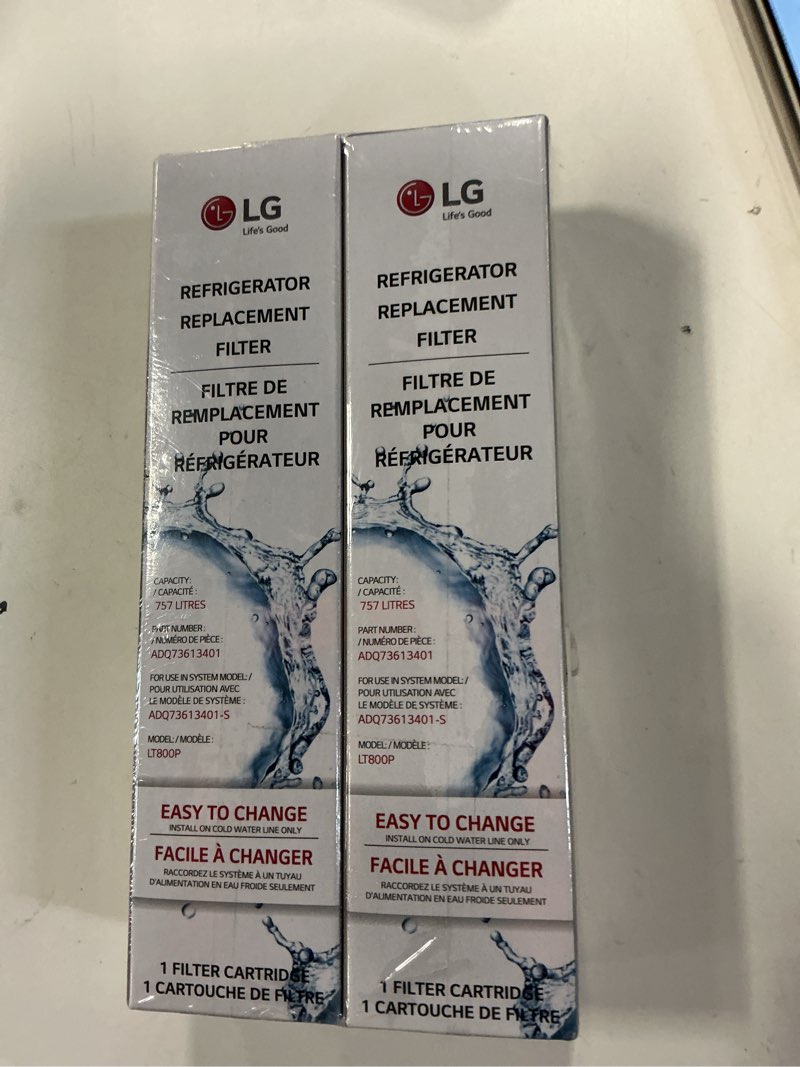 LG
Life's Good
REFRIGERATOR
REPLACEMENT
FILTER
FILTRE DE
REMPLACEMENT
POUR
RÉFRIGÉRATEUR
CAPACITY:
/ CAPACITÉ :
757 LITRES
PART NUMBER :
/ NUMÉRO DE PIÈCE :
ADQ73613401
FOR USE IN SYSTEM MODEL: /
POUR UTILISATION AVEC
LE MODÈLE DE SYSTÈME :
ADQ73613401-S
MODEL: / MODÈLE :
LT800P
EASY TO CHANGE
INSTALL ON COLD WATER LINE ONLY
FACILE À CHANGER
RACCORDEZ LE SYSTÈME À UN TUYAU
D'ALIMENTATION EN EAU FROIDE SEULEMENT
1 FILTER CARTRIDGE
1 CARTOUCHE DE FILTRE
LG
Life's Good
REFRIGERATOR
REPLACEMENT
FILTER
FILTRE DE
REMPLACEMENT
POUR
RÉFRIGÉRATEUR
CAPACITY:
/ CAPACITÉ :
757 LITRES
PART NUMBER :
/ NUMÉRO DE PIÈCE :
ADQ73613401
FOR USE IN SYSTEM MODEL: /
POUR UTILISATION AVEC
LE MODÈLE DE SYSTÈME :
ADQ73613401-S
MODEL: / MODÈLE :
LT800P
EASY TO CHANGE
INSTALL ON COLD WATER LINE ONLY
FACILE À CHANGER
RACCORDEZ LE SYSTÈME À UN TUYAU
D'ALIMENTATION EN EAU FROIDE SEULEMENT
1 FILTER CARTRIDGE
1 CARTOUCHE DE FILTRE